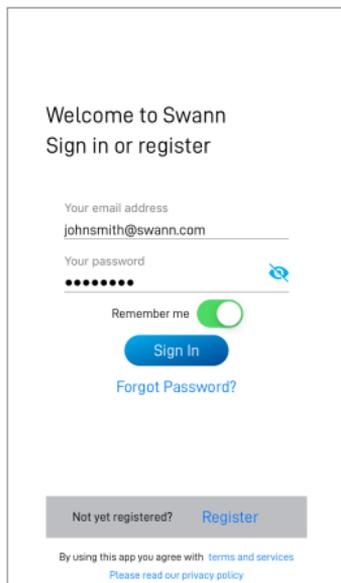 Welcome to Swann
Sign in or register
Your email address
johnsmith@swann.com
Your password
●●●●●●●●
Remember me
Sign In
Forgot Password?
Not yet registered? Register
By using this app you agree with terms and services
Please read our privacy policy